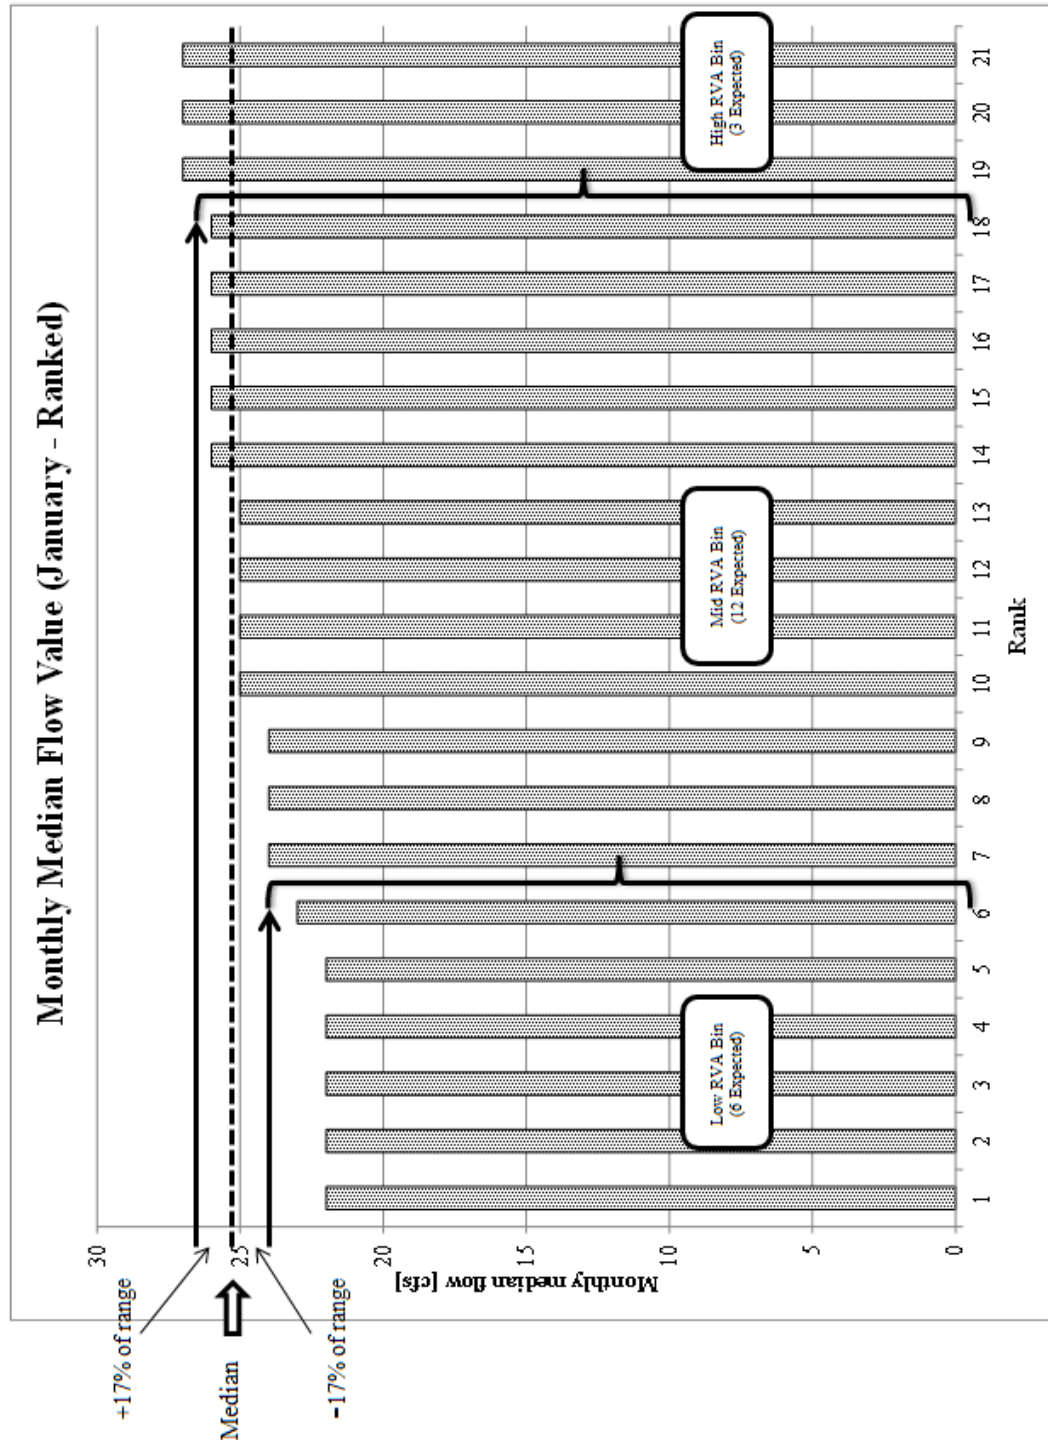 Monthly Median Flow Value (January - Ranked)
+17% of range
Median
-17% of range
Monthly median flow [cfs]
30
25
20
15
10
5
0
Low RVA Bin
(6 Expected)
Mid RVA Bin
(12 Expected)
High RVA Bin
(3 Expected)
1 2 3 4 5 6 7 8 9 10 11 12 13 14 15 16 17 18 19 20 21
Rank